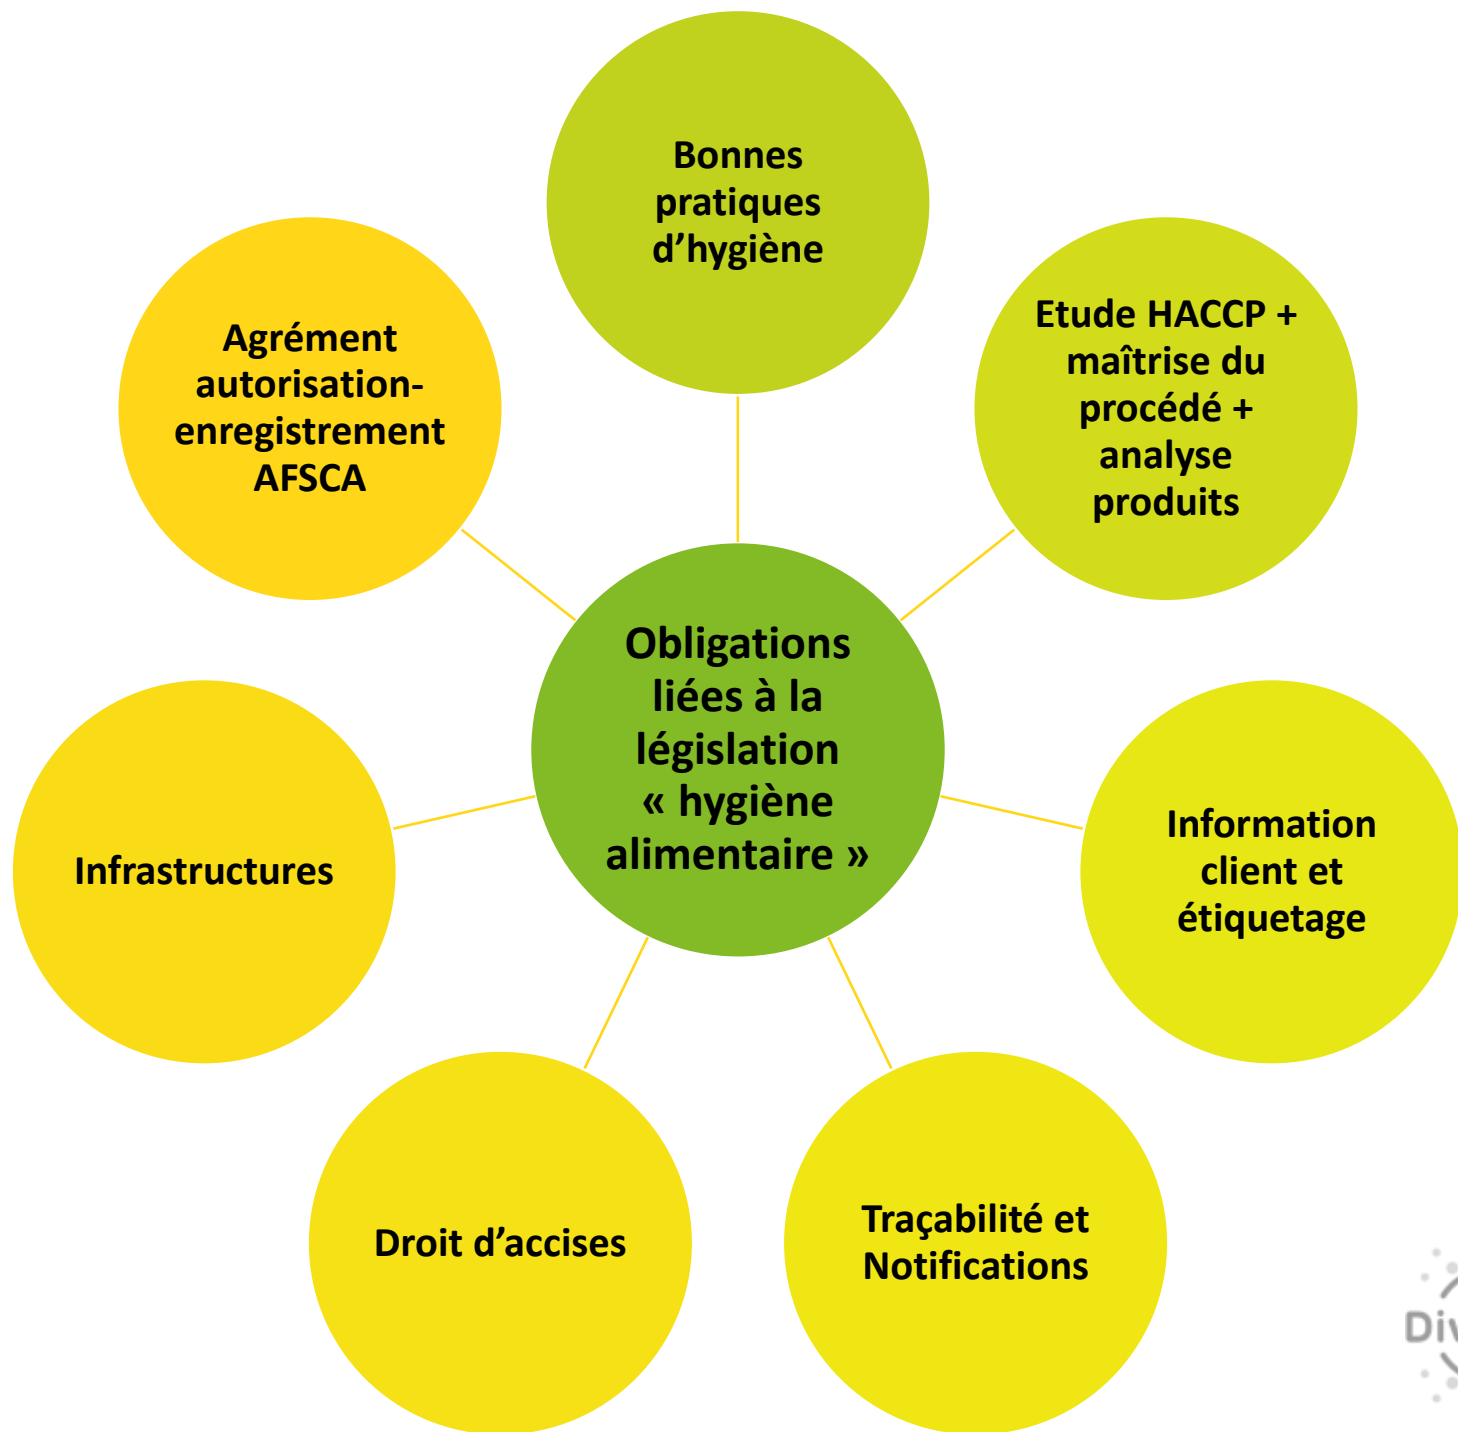 Bonnes
pratiques
d’hygiène
Etude HACCP +
maîtrise du
procédé +
analyse
produits
Agrément
autorisation-
enregistrement
AFSCA
Obligations
liées à la
législation
« hygiène
alimentaire »
Information
client et
étiquetage
Infrastructures
Traçabilité et
Notifications
Droit d’accises